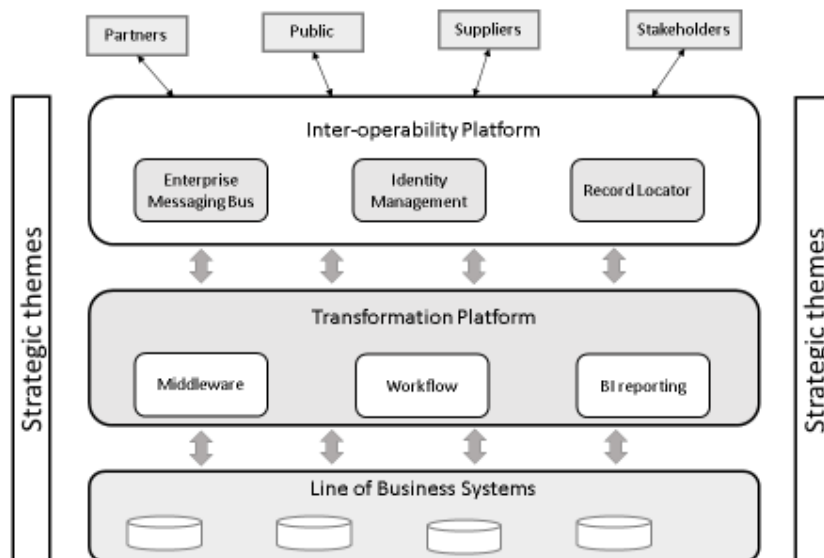 Partners
Public
Suppliers
Stakeholders
Strategic themes
Inter-operability Platform
Enterprise
Messaging Bus
Identity
Management
Record Locator
Transformation Platform
Middleware
Workflow
BI reporting
Line of Business Systems
Strategic themes